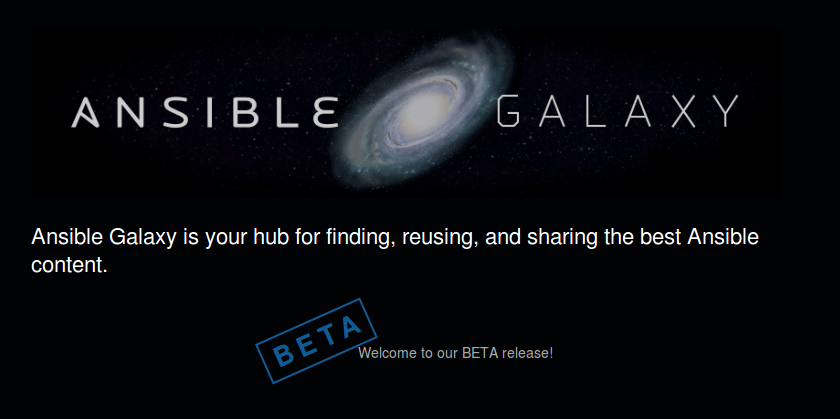 ANSIBLE GALAXY
Ansible Galaxy is your hub for finding, reusing, and sharing the best Ansible
content.
BETA
Welcome to our BETA release!